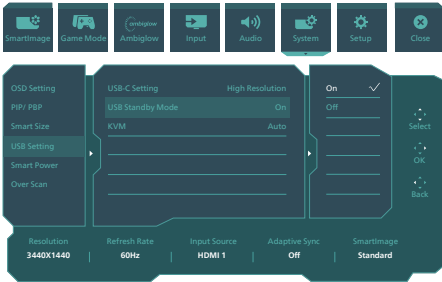 ambiglow
SmartImage Game Mode Ambiglow Input Audio System Setup Close
OSD Setting USB-C Setting High Resolution On
PIP/ PBP USB Standby Mode On Off
Smart Size KVM Auto
Select
USB Setting
OK
Smart Power
Over Scan
Back
Resolution Refresh Rate Input Source Adaptive Sync SmartImage
3440X1440 | 60Hz | HDMI 1 | Off | Standard